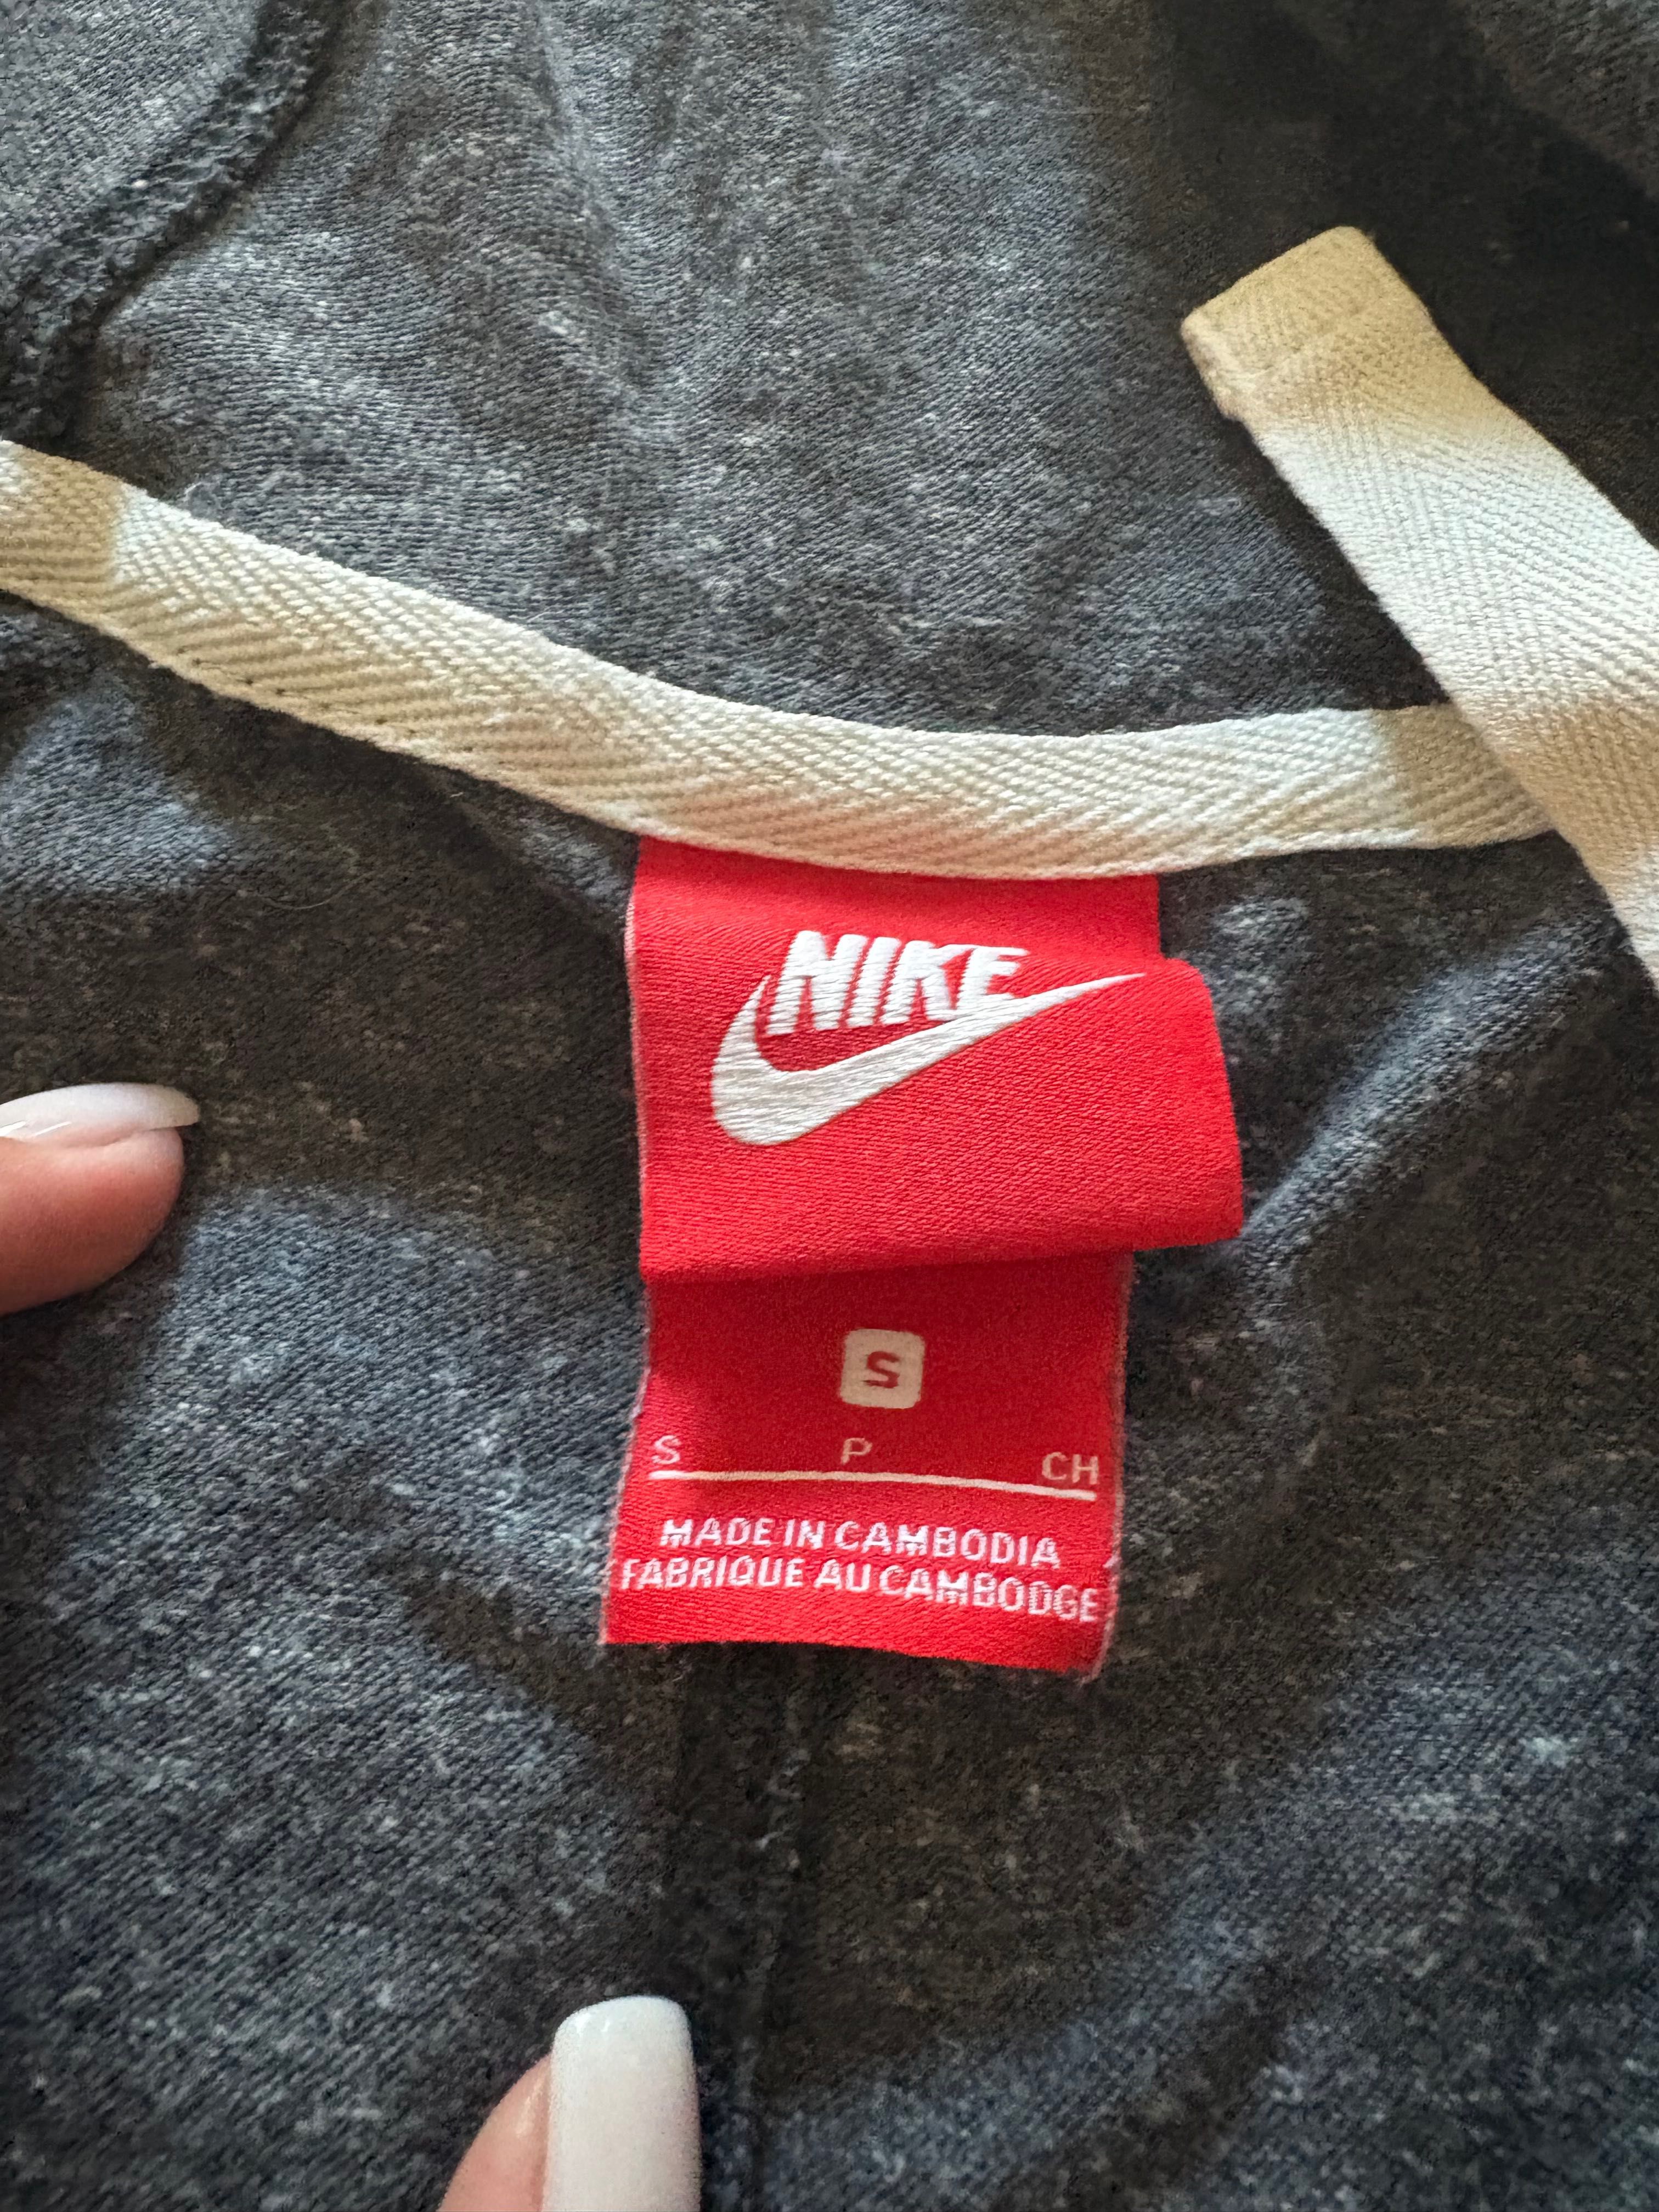 NIKE
S
S P CH
MADE IN CAMBODIA
FABRIQUE AU CAMBODGE